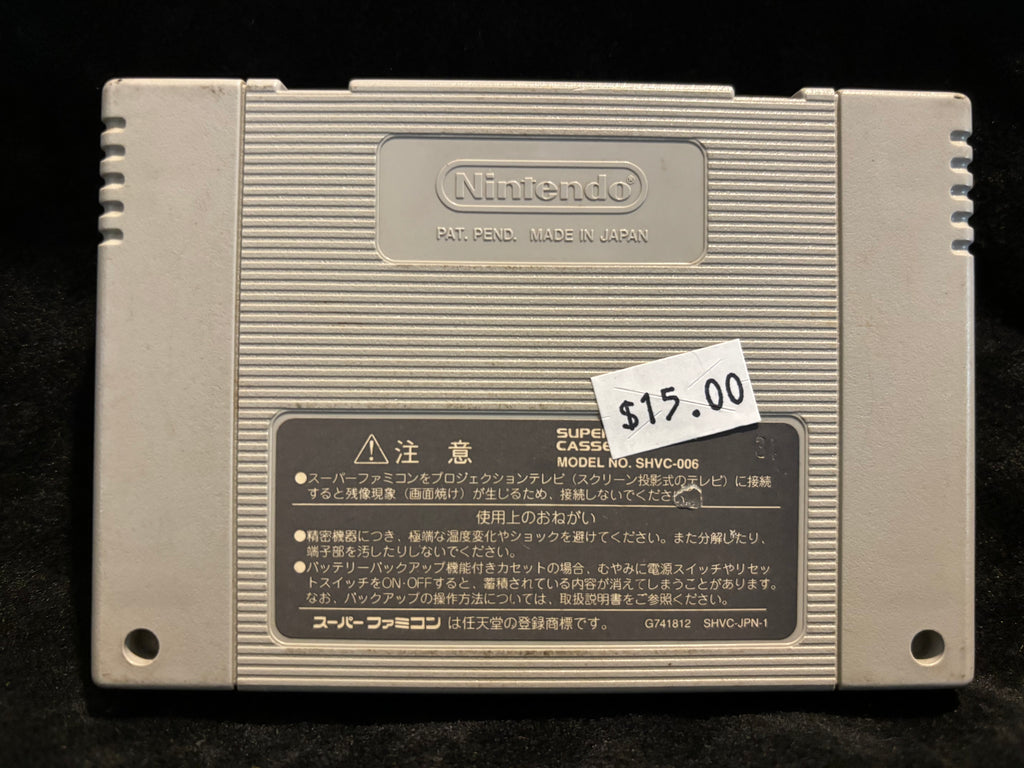 Nintendo®
PAT. PEND. MADE IN JAPAN
$15.00
⚠注意
SUPER
CASSE
MODEL NO. SHVC-006
31
●スーパーファミコンをプロジェクションテレビ（スクリーン投影式のテレビ）に接続
すると残像現象（画面焼け）が生じるため、接続しないでくださ
使用上のおねがい
●精密機器につき、極端な温度変化やショックを避けてください。また分解したり、
端子部を汚したりしないでください。
●バッテリーバックアップ機能付きカセットの場合、むやみに電源スイッチやリセッ
トスイッチをON・OFFすると、蓄積されている内容が消えてしまうことがあります。
なお、バックアップの操作方法については、取扱説明書をご参照ください。
スーパーファミコン は任天堂の登録商標です。 G741812 SHVC-JPN-1